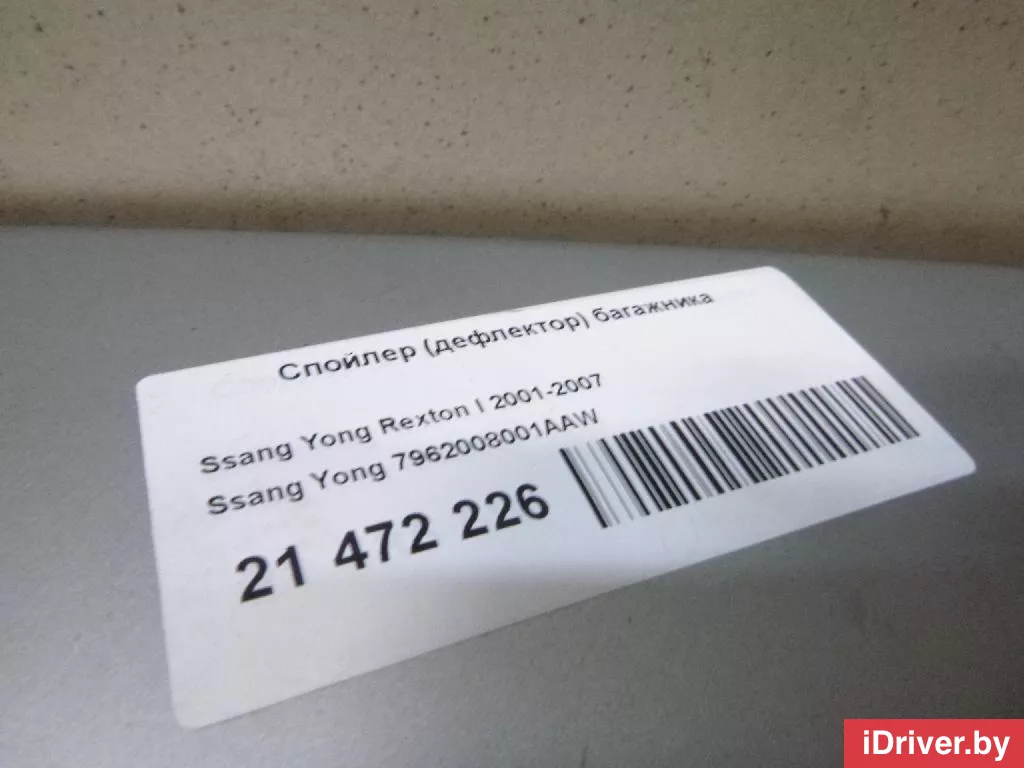 Спойлер (дефлектор) багажника
Ssang Yong Rexton I 2001-2007
Ssang Yong 7962008001AAW
21 472 226
iDriver.by